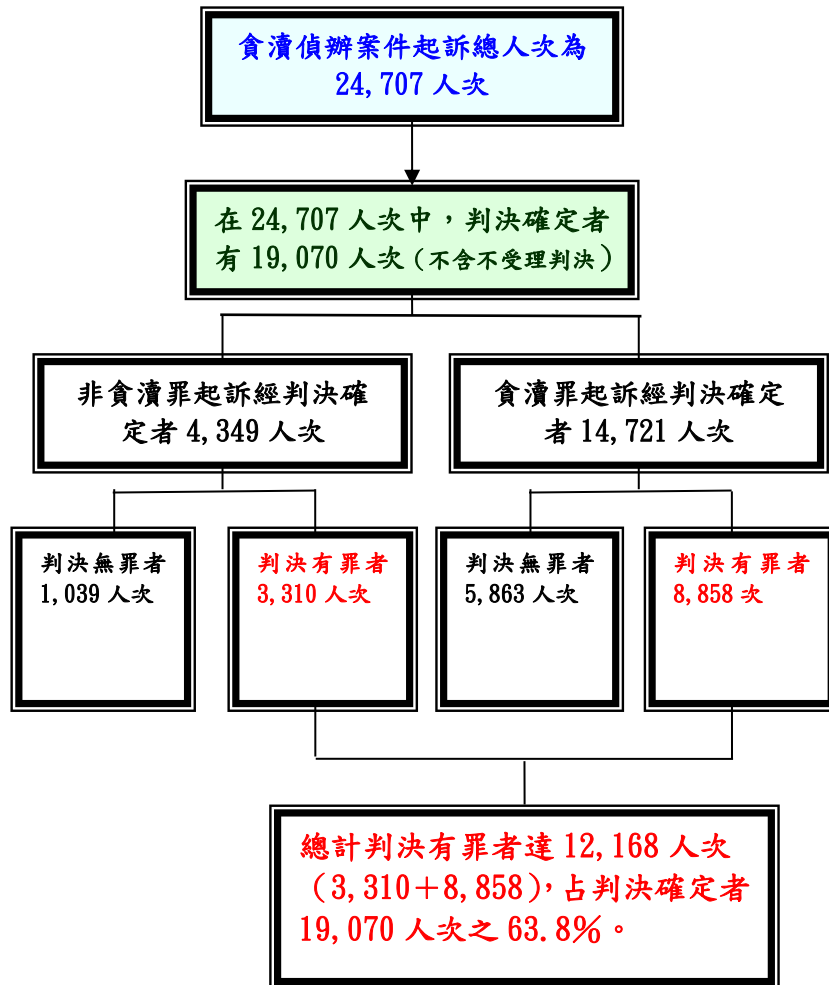 貪瀆偵辦案件起訴總人次為
24,707 人次
在 24,707 人次中，判決確定者
有 19,070 人次（不含不受理判決）
非貪瀆罪起訴經判決確
定者 4,349 人次
貪瀆罪起訴經判決確定
者 14,721 人次
判決無罪者
1,039 人次
判決有罪者
3,310 人次
判決無罪者
5,863 人次
判決有罪者
8,858 次
總計判決有罪者達 12,168 人次
（3,310＋8,858），占判決確定者
19,070 人次之 63.8％。